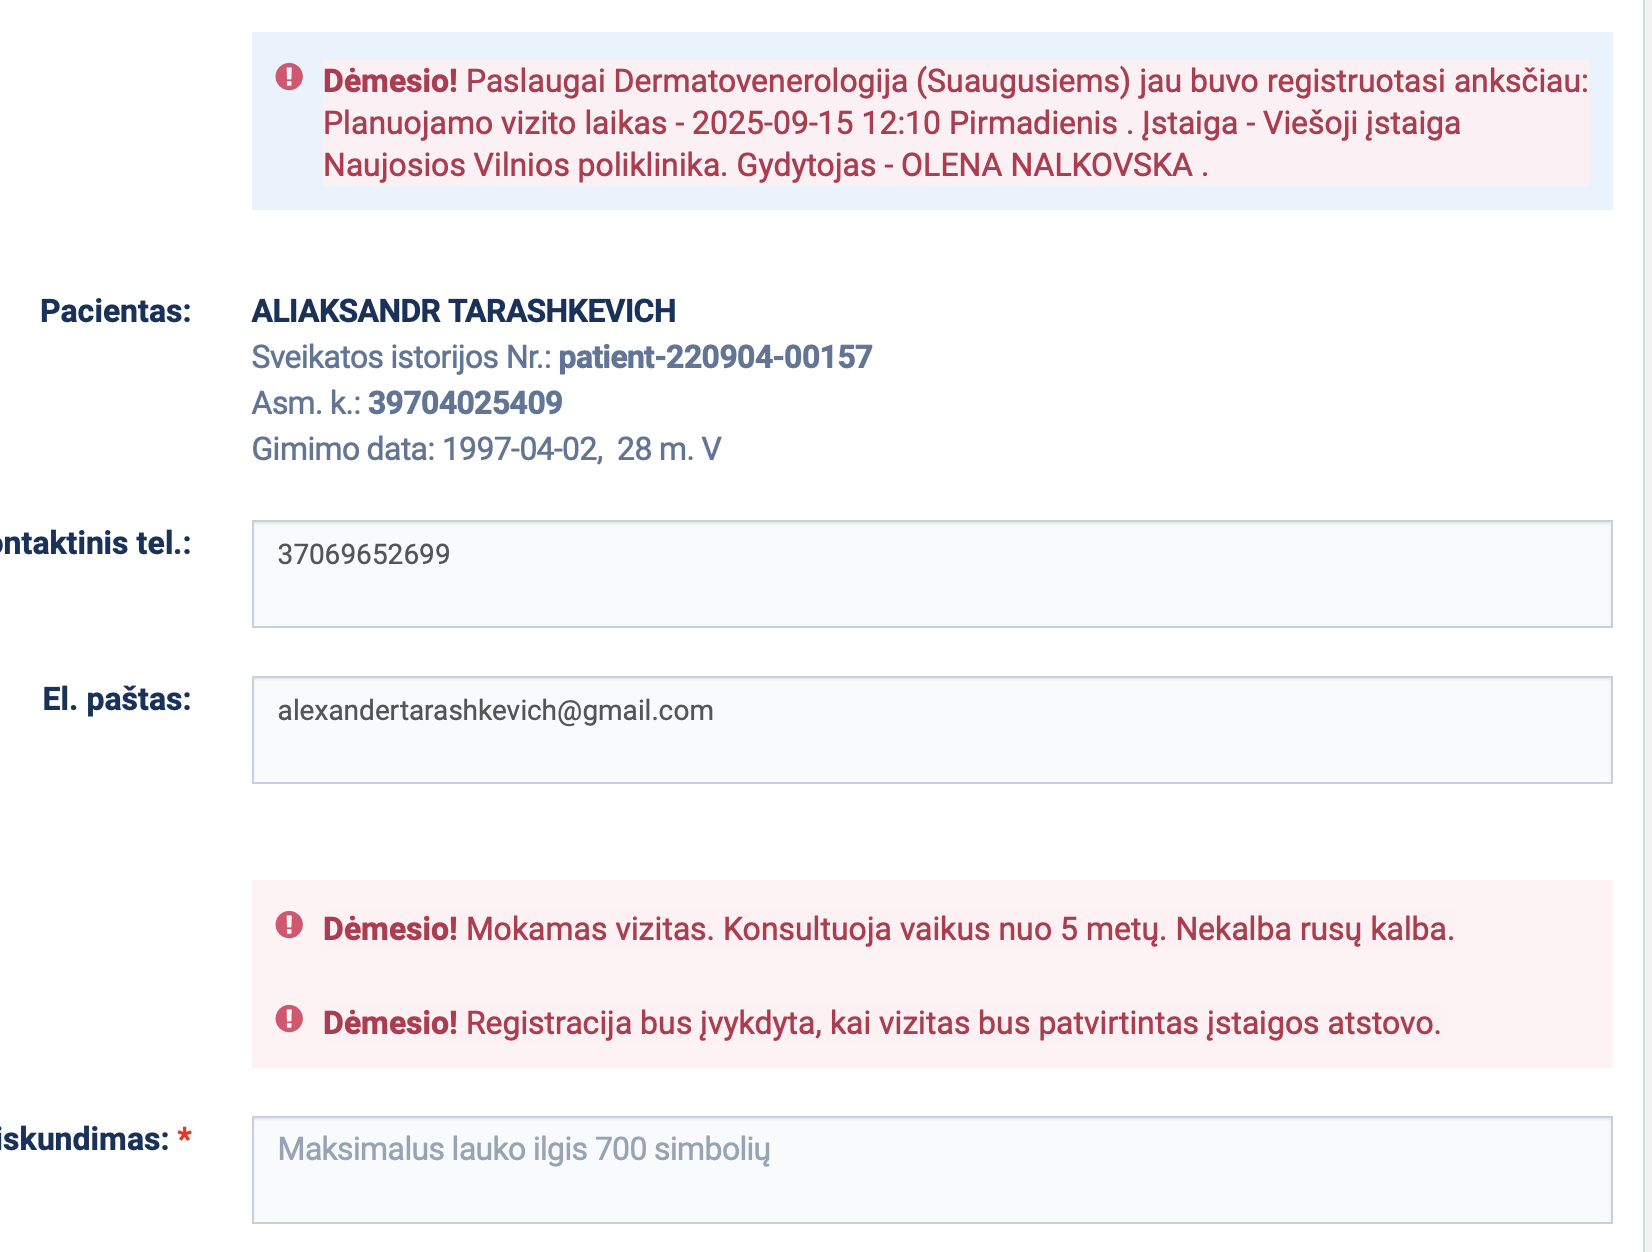 Dėmesio! Paslaugai Dermatovenerologija (Suaugusiems) jau buvo registruotasi anksčiau:
Planuojamo vizito laikas - 2025-09-15 12:10 Pirmadienis . Įstaiga - Viešoji įstaiga
Naujosios Vilnios poliklinika. Gydytojas - OLENA NALKOVSKA .
Pacientas: ALIAKSANDR TARASHKEVICH
Sveikatos istorijos Nr.: patient-220904-00157
Asm. k.: 39704025409
Gimimo data: 1997-04-02, 28 m. V
ontaktinis tel.: 37069652699
El. paštas: alexandertarashkevich@gmail.com
Dėmesio! Mokamas vizitas. Konsultuoja vaikus nuo 5 metų. Nekalba rusų kalba.
Dėmesio! Registracija bus įvykdyta, kai vizitas bus patvirtintas įstaigos atstovo.
iskundimas: * Maksimalus lauko ilgis 700 simbolių